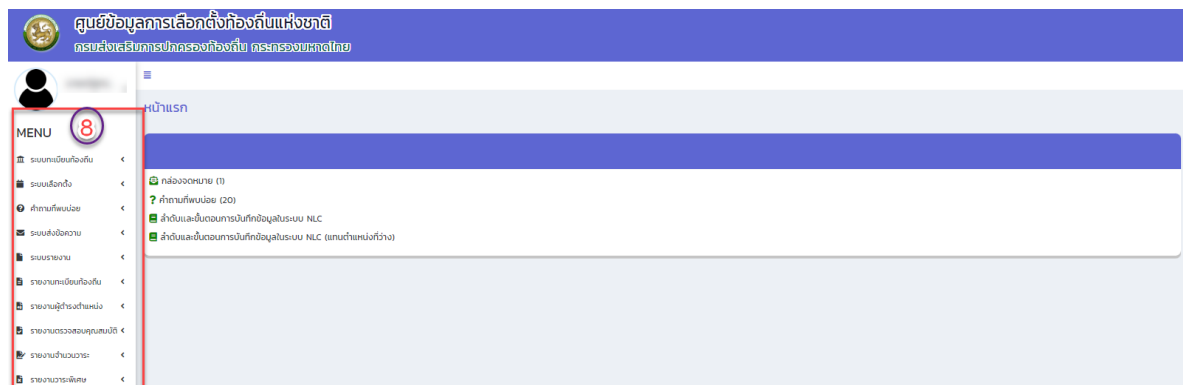 ศูนย์ข้อมูลการเลือกตั้งท้องถิ่นแห่งชาติ
กรมส่งเสริมการปกครองท้องถิ่น กระทรวงมหาดไทย
หน้าแรก
MENU
8
ระบบทะเบียนท้องถิ่น
ระบบเลือกตั้ง
คำถามที่พบบ่อย
ระบบส่งข้อความ
ระบบรายงาน
รายงานทะเบียนท้องถิ่น
รายงานผู้ดำรงตำแหน่ง
รายงานตรวจสอบคุณสมบัติ
รายงานจำนวนวาระ
รายงานวาระพิเศษ
กล่องจดหมาย (1)
คำถามที่พบบ่อย (20)
ลำดับและขั้นตอนการบันทึกข้อมูลในระบบ NLC
ลำดับและขั้นตอนการบันทึกข้อมูลในระบบ NLC (แทนตำแหน่งที่ว่าง)